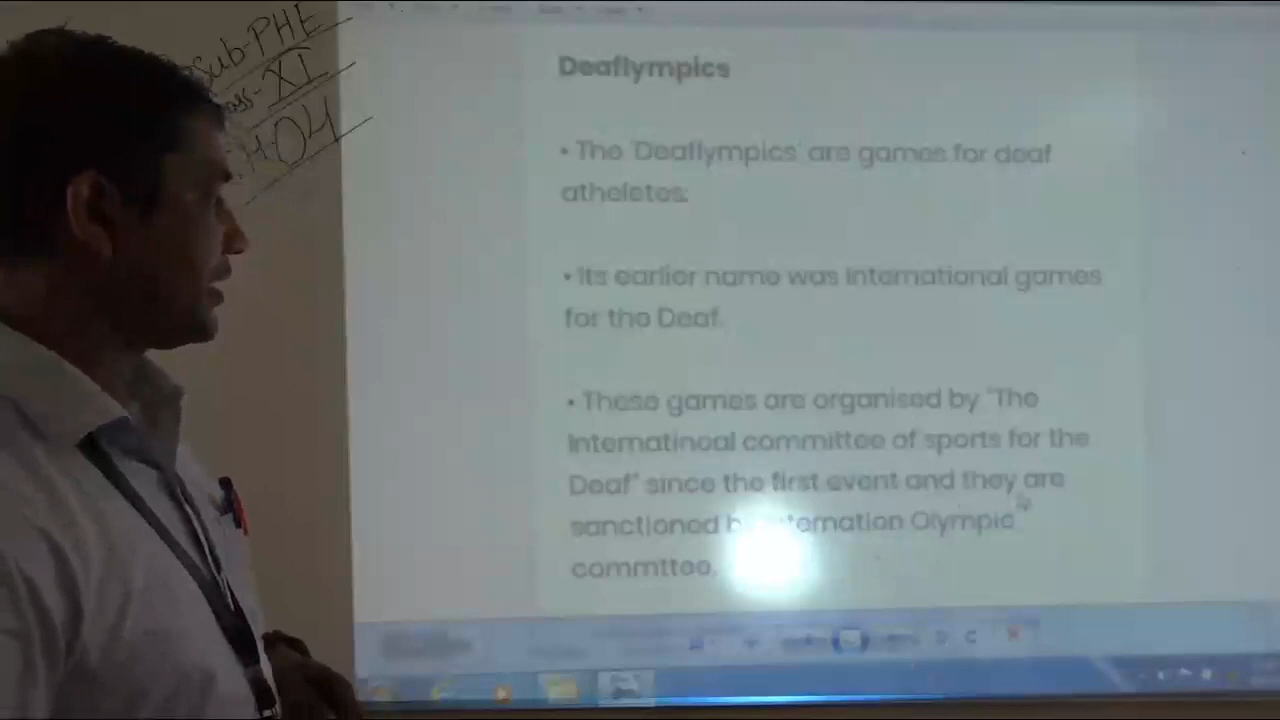 Sub-PHE
XI
04
Deaflympics
• The 'Deaflympics' are games for deaf
atheletes.
• Its earlier name was International games
for the Deaf.
• These games are organised by "The
Internatinoal committee of sports for the
Deaf" since the first event and they are
sanctioned Olympic
committee.